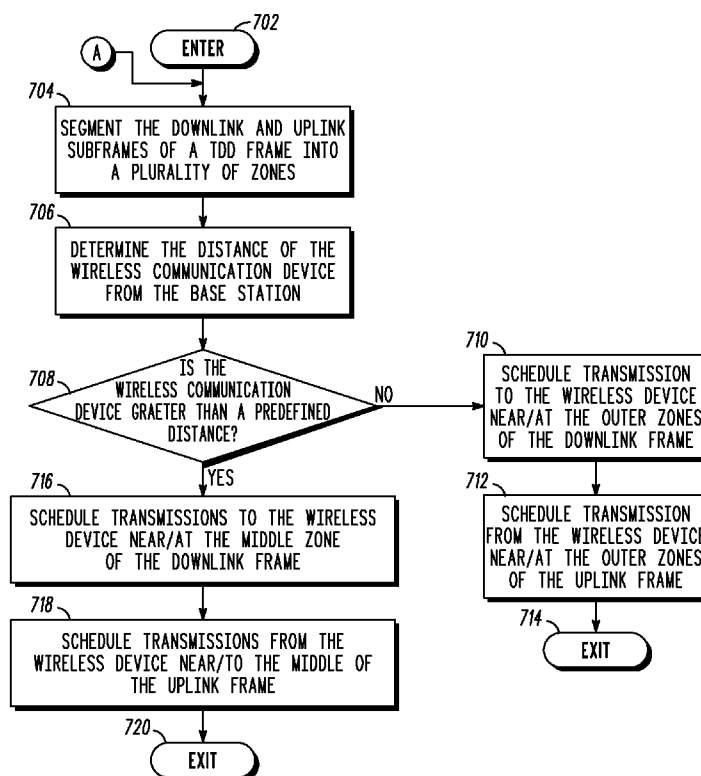 702
ENTER
A
704
SEGMENT THE DOWNLINK AND UPLINK
SUBFRAMES OF A TDD FRAME INTO
A PLURALITY OF ZONES
706
DETERMINE THE DISTANCE OF THE
WIRELESS COMMUNICATION DEVICE
FROM THE BASE STATION
708
IS THE
WIRELESS COMMUNICATION
DEVICE GRAETER THAN A PREDEFINED
DISTANCE?
NO
YES
710
SCHEDULE TRANSMISSION
TO THE WIRELESS DEVICE
NEAR/AT THE OUTER ZONES
OF THE DOWNLINK FRAME
712
SCHEDULE TRANSMISSION
FROM THE WIRELESS DEVICE
NEAR/AT THE OUTER ZONES
OF THE UPLINK FRAME
714
EXIT
716
SCHEDULE TRANSMISSIONS TO THE WIRELESS
DEVICE NEAR/AT THE MIDDLE ZONE
OF THE DOWNLINK FRAME
718
SCHEDULE TRANSMISSIONS FROM THE
WIRELESS DEVICE NEAR/TO THE MIDDLE OF
THE UPLINK FRAME
720
EXIT